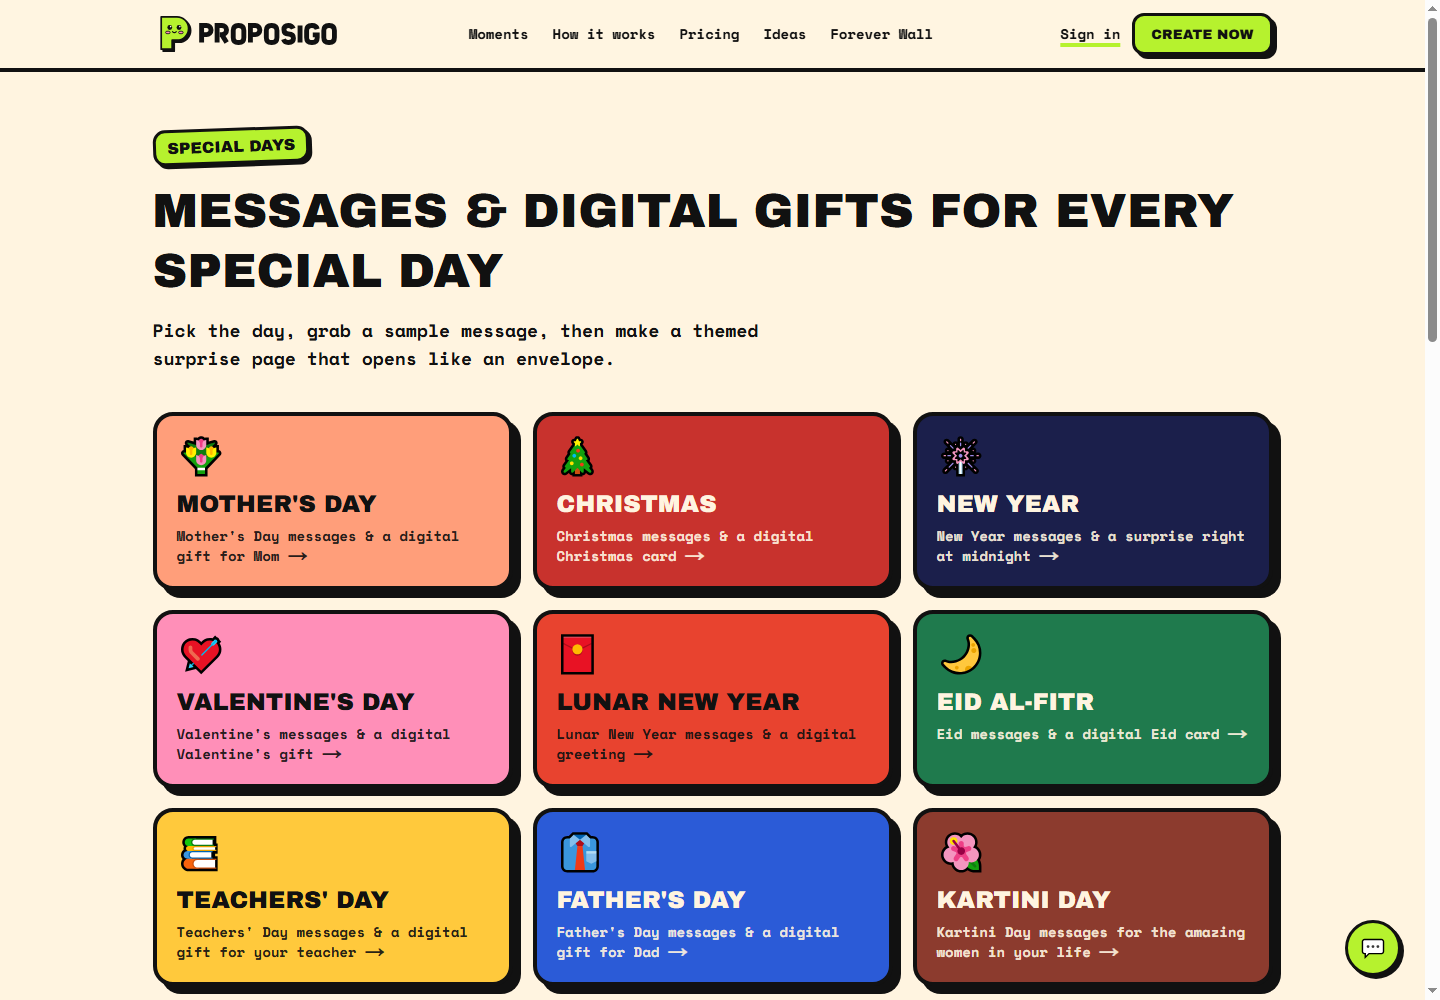 PROPOSIGO
Moments
How it works
Pricing
Ideas
Forever Wall
Sign in
CREATE NOW
SPECIAL DAYS
MESSAGES & DIGITAL GIFTS FOR EVERY
SPECIAL DAY
Pick the day, grab a sample message, then make a themed
surprise page that opens like an envelope.
MOTHER'S DAY
Mother's Day messages & a digital
gift for Mom →
CHRISTMAS
Christmas messages & a digital
Christmas card →
NEW YEAR
New Year messages & a surprise right
at midnight →
VALENTINE'S DAY
Valentine's messages & a digital
Valentine's gift →
LUNAR NEW YEAR
Lunar New Year messages & a digital
greeting →
EID AL-FITR
Eid messages & a digital Eid card →
TEACHERS' DAY
Teachers' Day messages & a digital
gift for your teacher →
FATHER'S DAY
Father's Day messages & a digital
gift for Dad →
KARTINI DAY
Kartini Day messages for the amazing
women in your life →